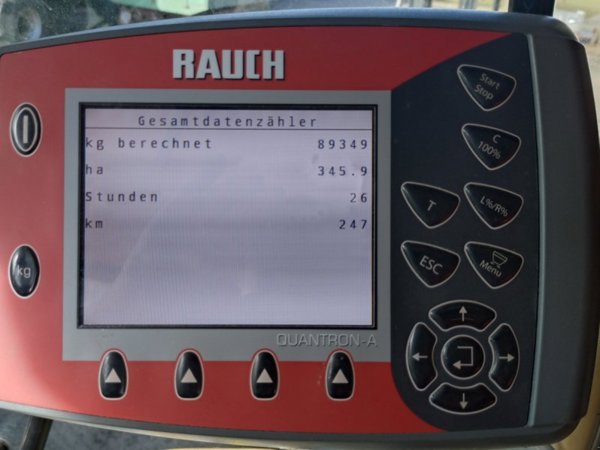 RAUCH
Gesamtdatenzähler
kg berechnet 89349
ha 345.9
Stunden 26
km 247
QUANTRON-A
kg
Start
Stop
C
100%
T
L%/R%
ESC
Menu